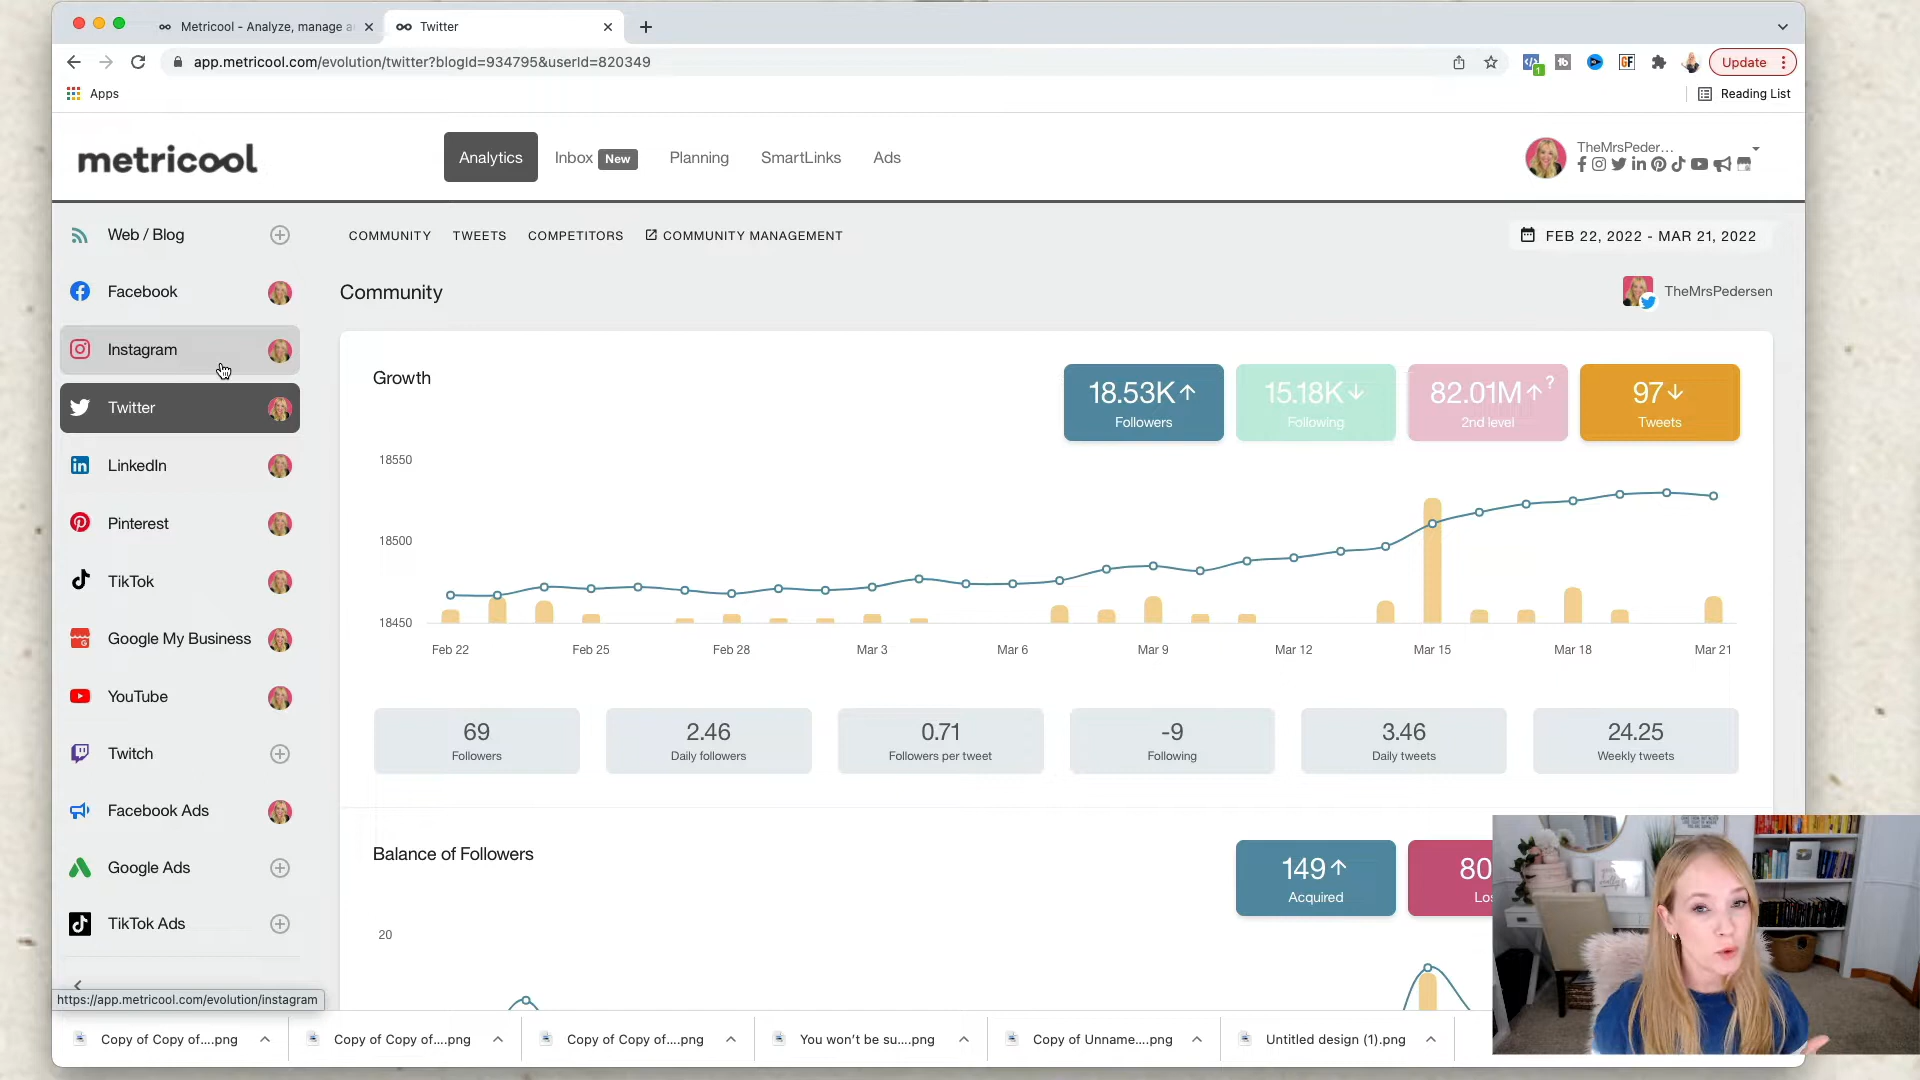 Metricool - Analyze, manage a
Twitter
app.metricool.com/evolution/twitter?blogId=934795&userId=820349
1
tb
GF
Update
Apps
Reading List
metricool
Analytics
Inbox New
Planning
SmartLinks
Ads
TheMrsPeder...
Web / Blog
Facebook
Instagram
Twitter
LinkedIn
Pinterest
TikTok
Google My Business
YouTube
Twitch
Facebook Ads
Google Ads
TikTok Ads
COMMUNITY
TWEETS
COMPETITORS
COMMUNITY MANAGEMENT
FEB 22, 2022 - MAR 21, 2022
Community
TheMrsPedersen
Growth
18.53K
Followers
15.18K
Following
82.01M ?
2nd level
97
Tweets
18550
18500
18450
Feb 22
Feb 25
Feb 28
Mar 3
Mar 6
Mar 9
Mar 12
Mar 15
Mar 18
Mar 21
69
Followers
2.46
Daily followers
0.71
Followers per tweet
-9
Following
3.46
Daily tweets
24.25
Weekly tweets
Balance of Followers
149
Acquired
80
Los
20
https://app.metricool.com/evolution/instagram
Copy of Copy of....png
Copy of Copy of....png
Copy of Copy of....png
You won't be su....png
Copy of Unname....png
Untitled design (1).png